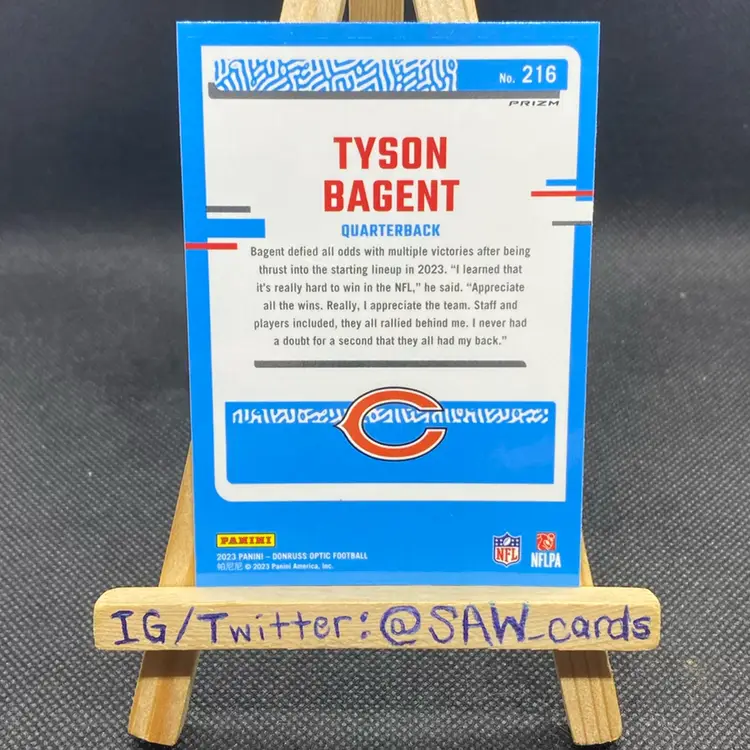 No. 216
PRIZM
TYSON
BAGENT
QUARTERBACK
Bagent defied all odds with multiple victories after being
thrust into the starting lineup in 2023. “I learned that
it’s really hard to win in the NFL,” he said. “Appreciate
all the wins. Really, I appreciate the team. Staff and
players included, they all rallied behind me. I never had
a doubt for a second that they all had my back.”
C
PANINI
2023 PANINI – DONRUSS OPTIC FOOTBALL
帕尼尼 © 2023 Panini America, Inc.
NFL
NFLPA
IG/Twitter: @SAW_cards